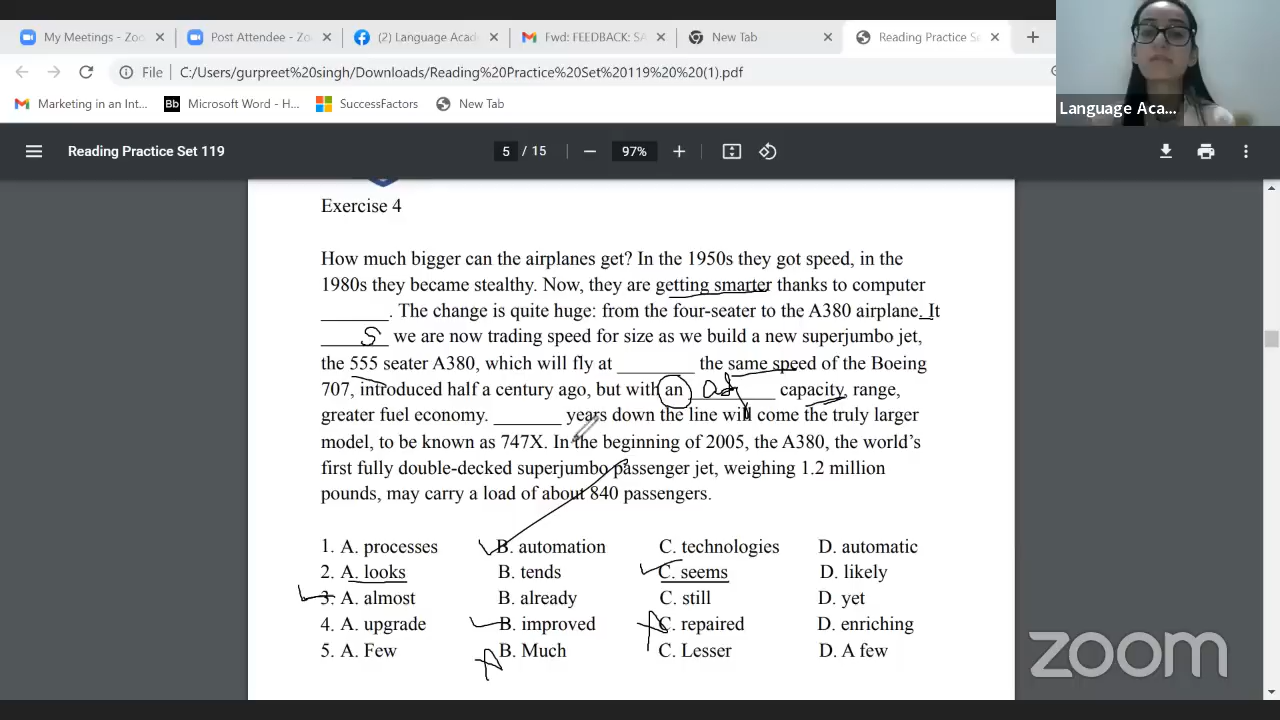 My Meetings - Zoo
Post Attendee - Zo
(2) Language Aca
Fwd: FEEDBACK: SA
New Tab
Reading Practice Se
File
C:/Users/gurpreet%20singh/Downloads/Reading%20Practice%20Set%20119%20%20(1).pdf
Marketing in an Int...
Bb
Microsoft Word - H...
SuccessFactors
New Tab
Language Aca...
Reading Practice Set 119
5 / 15
97%
Exercise 4
How much bigger can the airplanes get? In the 1950s they got speed, in the
1980s they became stealthy. Now, they are getting smarter thanks to computer
________. The change is quite huge: from the four-seater to the A380 airplane. It
________ s we are now trading speed for size as we build a new superjumbo jet,
the 555 seater A380, which will fly at _________ the same speed of the Boeing
707, introduced half a century ago, but with an adj __________ capacity, range,
greater fuel economy. ________ years down the line will come the truly larger
model, to be known as 747X. In the beginning of 2005, the A380, the world's
first fully double-decked superjumbo passenger jet, weighing 1.2 million
pounds, may carry a load of about 840 passengers.
1. A. processes B. automation C. technologies D. automatic
2. A. looks B. tends C. seems D. likely
3. A. almost B. already C. still D. yet
4. A. upgrade B. improved C. repaired D. enriching
5. A. Few B. Much C. Lesser D. A few
zoom